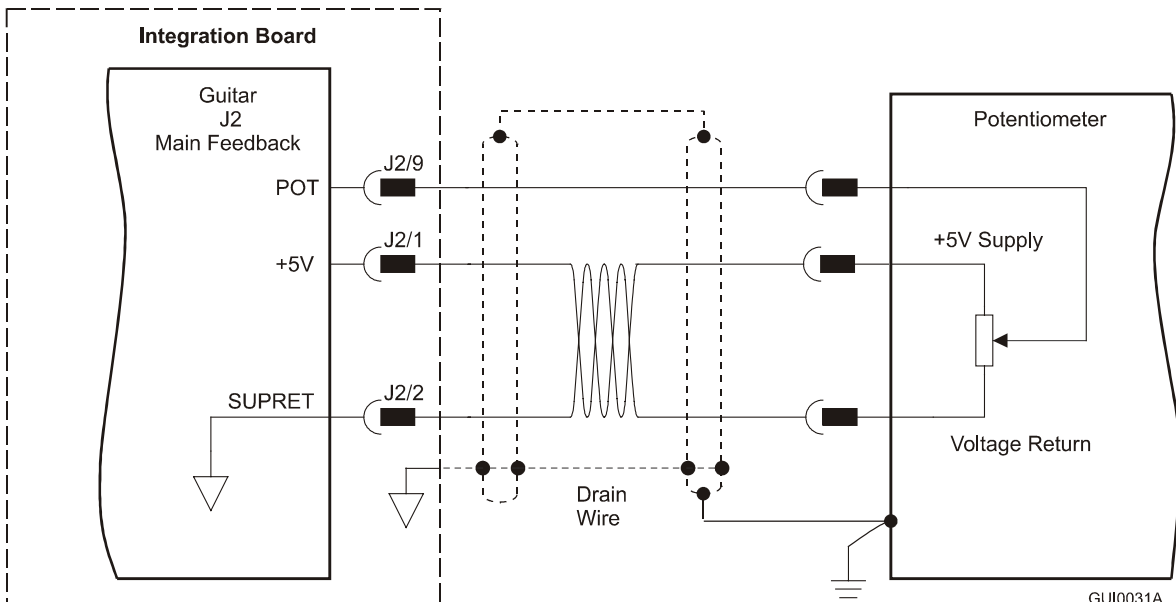 Integration Board
Guitar
J2
Main Feedback
Potentiometer
J2/9
POT
J2/1
+5V
+5V Supply
J2/2
SUPRET
Voltage Return
Drain
Wire
GUI0031A